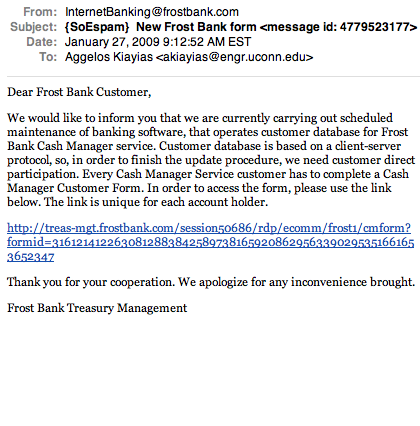 From: InternetBanking@frostbank.com
Subject: {SoEspam} New Frost Bank form <message id: 4779523177>
Date: January 27, 2009 9:12:52 AM EST
To: Aggelos Kiayias <akiayias@engr.uconn.edu>
Dear Frost Bank Customer,
We would like to inform you that we are currently carrying out scheduled
maintenance of banking software, that operates customer database for Frost
Bank Cash Manager service. Customer database is based on a client-server
protocol, so, in order to finish the update procedure, we need customer direct
participation. Every Cash Manager Service customer has to complete a Cash
Manager Customer Form. In order to access the form, please use the link
below. The link is unique for each account holder.
http://treas-mgt.frostbank.com/session50686/rdp/ecomm/frost1/cmform?
formid=3161214122630812883842589738165920862956339029535166165
3652347
Thank you for your cooperation. We apologize for any inconvenience brought.
Frost Bank Treasury Management